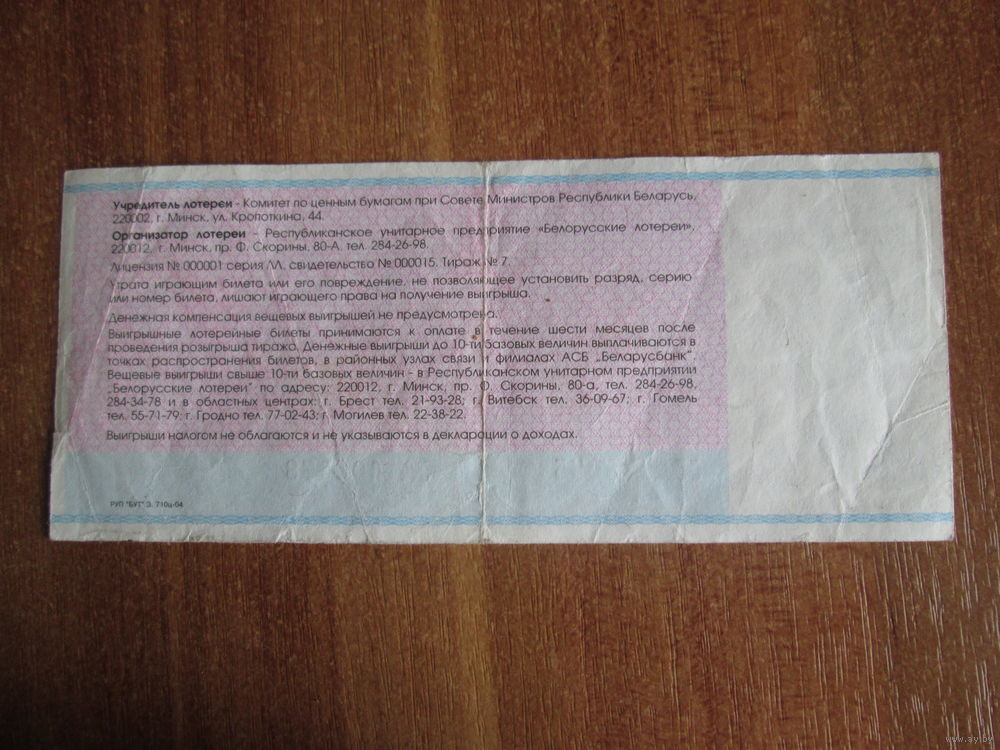 Учредитель лотереи - Комитет по ценным бумагам при Совете Министров Республики Беларусь,
220002, г. Минск, ул. Кропоткина, 44.
Организатор лотереи - Республиканское унитарное предприятие «Белорусские лотереи»,
220012, г. Минск, пр. Ф. Скорины, 80-А, тел. 284-26-98.
Лицензия № 000001 серия ЛЛ, свидетельство № 000015. Тираж № 7.
Утрата играющим билета или его повреждение, не позволяющее установить разряд, серию
или номер билета, лишают играющего права на получение выигрыша.
Денежная компенсация вещевых выигрышей не предусмотрена.
Выигрышные лотерейные билеты принимаются к оплате в течение шести месяцев после
проведения розыгрыша тиража. Денежные выигрыши до 10-ти базовых величин выплачиваются в
точках распространения билетов, в районных узлах связи и филиалах АСБ „Беларусбанк".
Вещевые выигрыши свыше 10-ти базовых величин - в Республиканском унитарном предприятии
„Белорусские лотереи" по адресу: 220012, г. Минск, пр. Ф. Скорины, 80-а, тел. 284-26-98,
284-34-78 и в областных центрах: г. Брест тел. 21-93-28; г. Витебск тел. 36-09-67; г. Гомель
тел. 55-71-79; г. Гродно тел. 77-02-43; г. Могилев тел. 22-38-22.
Выигрыши налогом не облагаются и не указываются в декларации о доходах.
РУП "БУТ" З. 710ц-04
www.ay.by